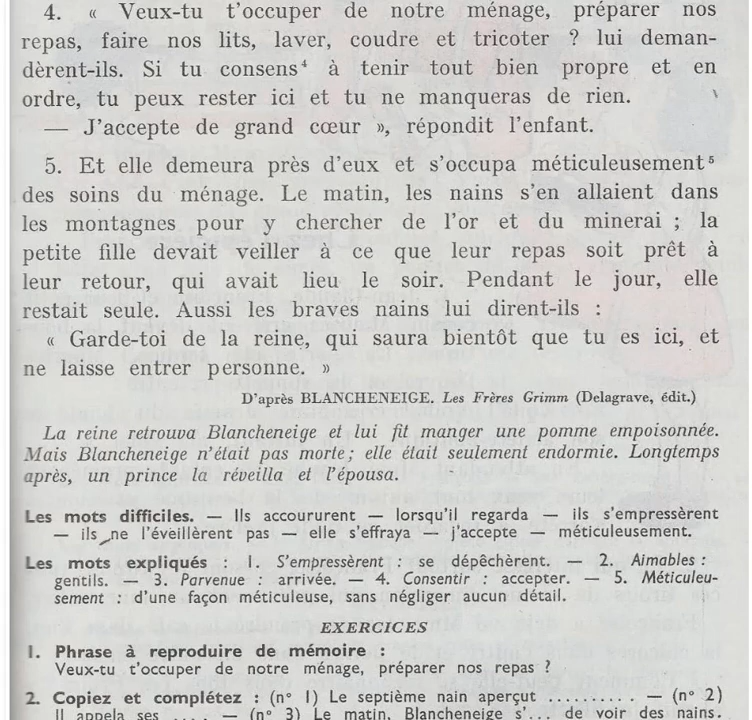 4. « Veux-tu t'occuper de notre ménage, préparer nos
repas, faire nos lits, laver, coudre et tricoter ? lui deman-
dèrent-ils. Si tu consens⁴ à tenir tout bien propre et en
ordre, tu peux rester ici et tu ne manqueras de rien.
— J'accepte de grand cœur », répondit l'enfant.
5. Et elle demeura près d'eux et s'occupa méticuleusement⁵
des soins du ménage. Le matin, les nains s'en allaient dans
les montagnes pour y chercher de l'or et du minerai ; la
petite fille devait veiller à ce que leur repas soit prêt à
leur retour, qui avait lieu le soir. Pendant le jour, elle
restait seule. Aussi les braves nains lui dirent-ils :
« Garde-toi de la reine, qui saura bientôt que tu es ici, et
ne laisse entrer personne. »
D'après BLANCHENEIGE. Les Frères Grimm (Delagrave, édit.)
La reine retrouva Blancheneige et lui fit manger une pomme empoisonnée.
Mais Blancheneige n'était pas morte ; elle était seulement endormie. Longtemps
après, un prince la réveilla et l'épousa.
Les mots difficiles. — Ils accoururent — lorsqu'il regarda — ils s'empressèrent
— ils ne l'éveillèrent pas — elle s'effraya — j'accepte — méticuleusement.
Les mots expliqués : 1. S'empressèrent : se dépêchèrent. — 2. Aimables :
gentils. — 3. Parvenue : arrivée. — 4. Consentir : accepter. — 5. Méticuleu-
sement : d'une façon méticuleuse, sans négliger aucun détail.
EXERCICES
1. Phrase à reproduire de mémoire :
Veux-tu t'occuper de notre ménage, préparer nos repas ?
2. Copiez et complétez : (n° 1) Le septième nain aperçut .......... — (n° 2)
Il appela ses .... — (n° 3) Le matin, Blancheneige s'... de voir des nains.